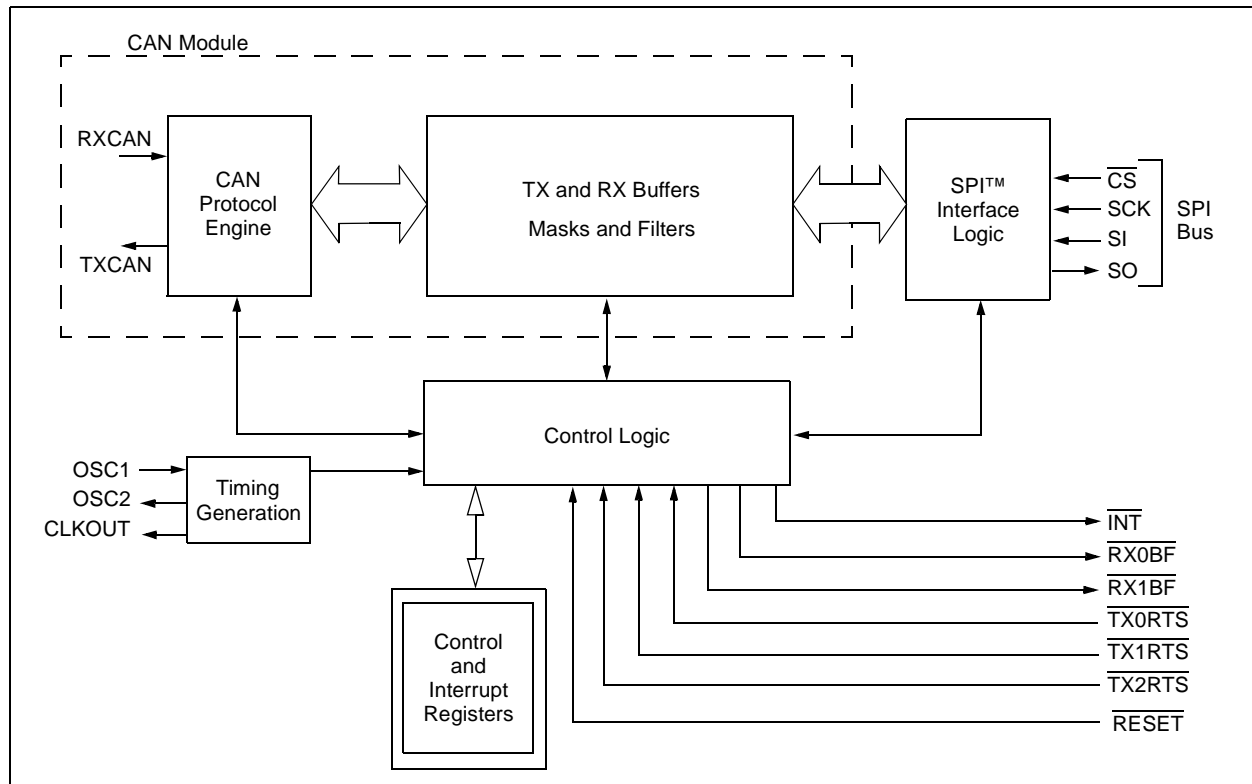 CAN Module
RXCAN
TXCAN
CAN
Protocol
Engine
TX and RX Buffers
Masks and Filters
SPI™
Interface
Logic
CS
SCK
SI
SO
SPI
Bus
Control Logic
OSC1
OSC2
CLKOUT
Timing
Generation
Control
and
Interrupt
Registers
INT
RX0BF
RX1BF
TX0RTS
TX1RTS
TX2RTS
RESET